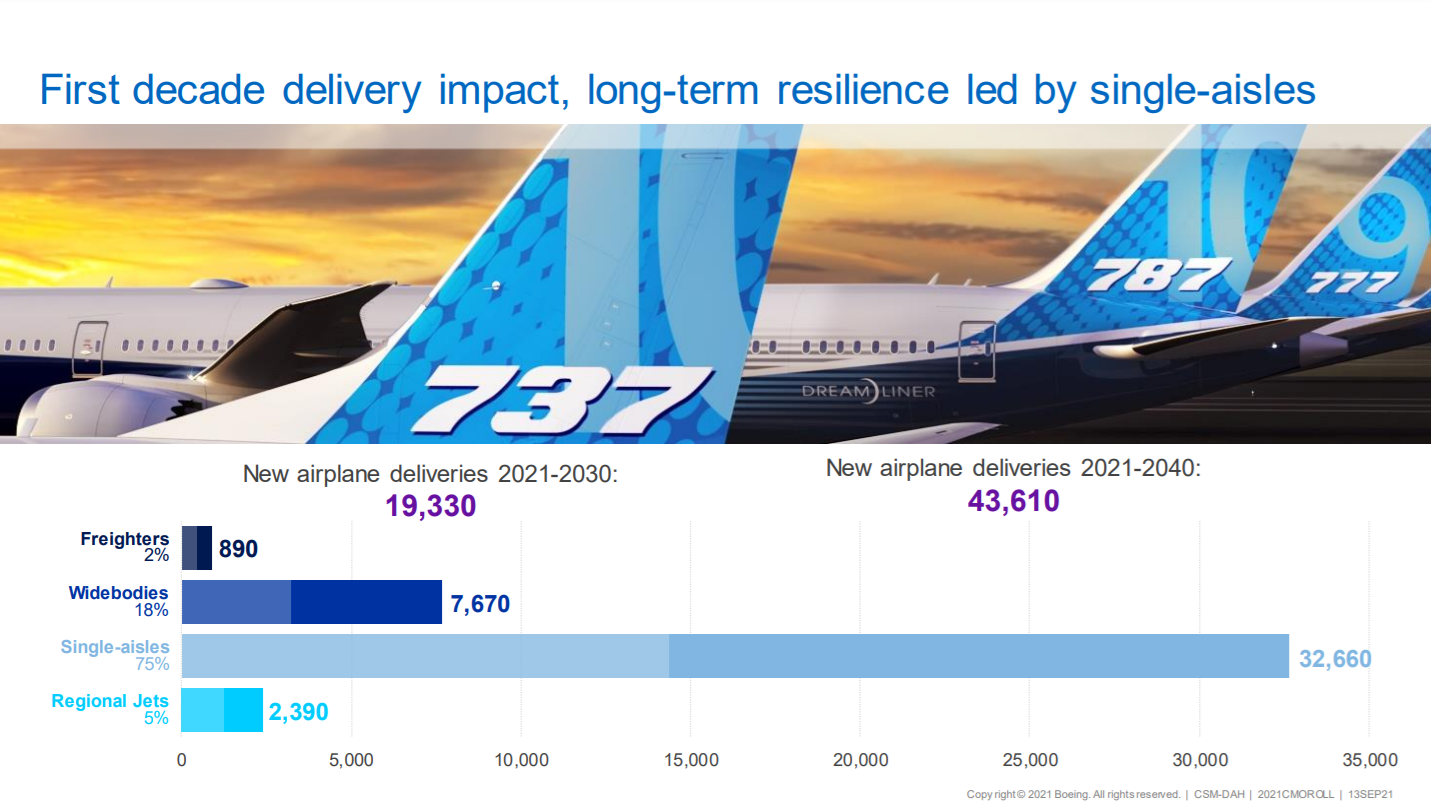 First decade delivery impact, long-term resilience led by single-aisles
10
10
9
737
787
777
DREAMLINER
New airplane deliveries 2021-2030:
19,330
New airplane deliveries 2021-2040:
43,610
Freighters
2%
890
Widebodies
18%
7,670
Single-aisles
75%
32,660
Regional Jets
5%
2,390
0 5,000 10,000 15,000 20,000 25,000 30,000 35,000
Copyright © 2021 Boeing. All rights reserved. | CSM-DAH | 2021CMOROLL | 13SEP21